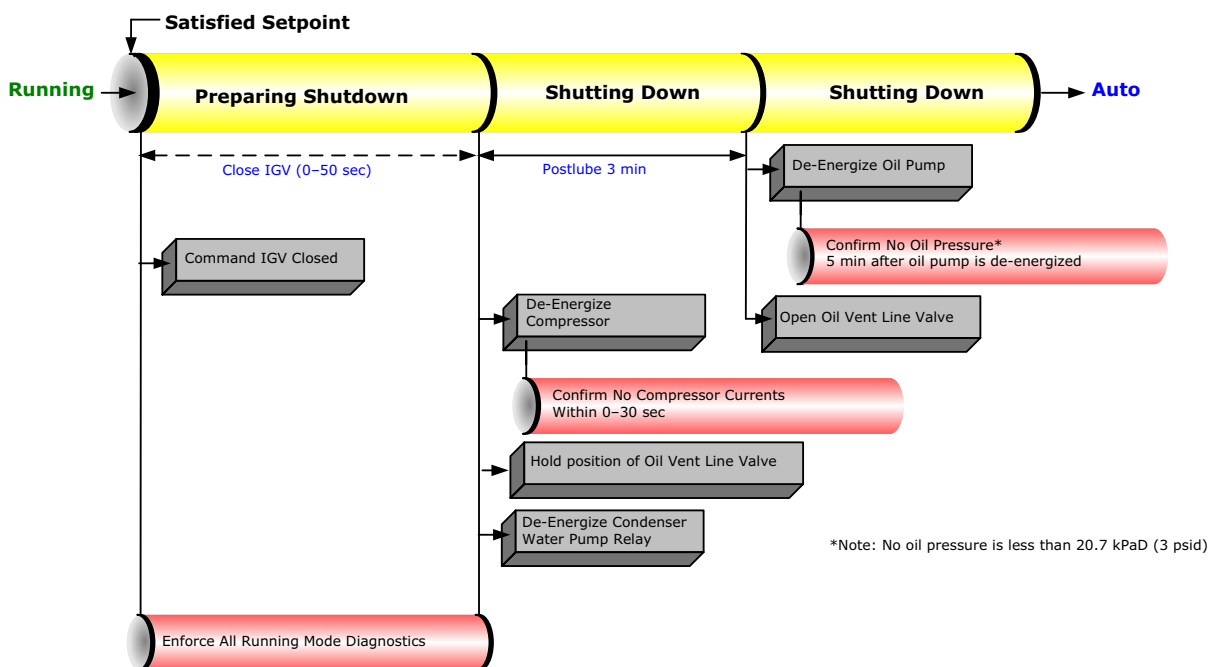 Satisfied Setpoint
Running
Preparing Shutdown
Shutting Down
Shutting Down
Auto
Close IGV (0–50 sec)
Postlube 3 min
De-Energize Oil Pump
Confirm No Oil Pressure*
5 min after oil pump is de-energized
Command IGV Closed
De-Energize
Compressor
Open Oil Vent Line Valve
Confirm No Compressor Currents
Within 0–30 sec
Hold position of Oil Vent Line Valve
De-Energize Condenser
Water Pump Relay
*Note: No oil pressure is less than 20.7 kPaD (3 psid)
Enforce All Running Mode Diagnostics